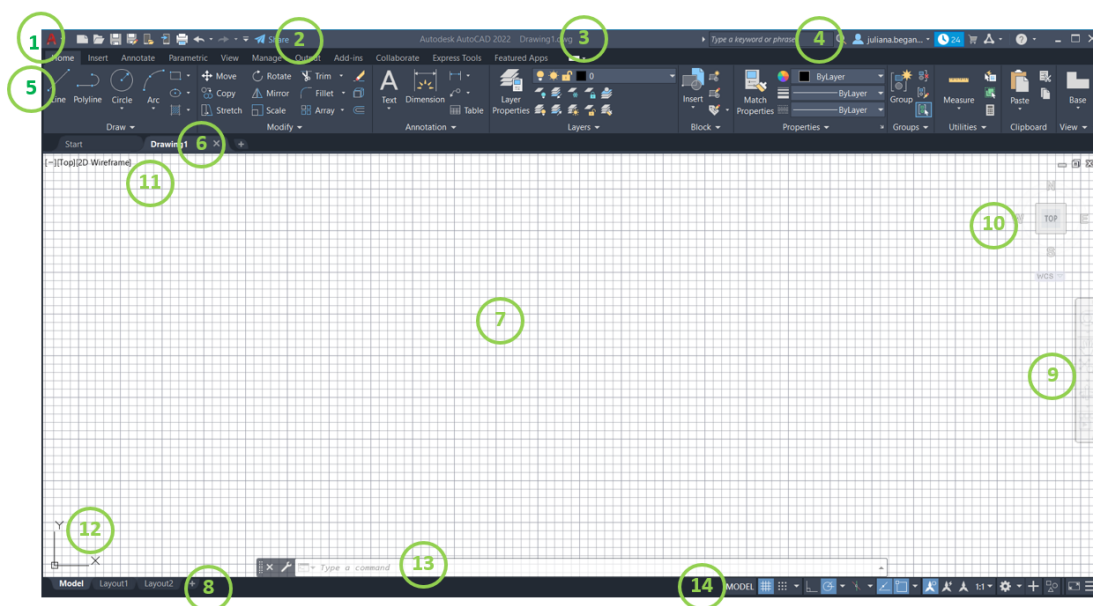 1 A Share 2 Autodesk AutoCAD 2022 Drawing1.dwg 3 Type a keyword or phrase 4 juliana.began... 24
Home Insert Annotate Parametric View Manage Output Add-ins Collaborate Express Tools Featured Apps
5
Move Rotate Trim 0 ByLayer
Line Polyline Circle Arc Copy Mirror Fillet Text Dimension Layer Properties Insert Match Properties ByLayer Group Measure Paste Base
Stretch Scale Array Table ByLayer
Draw Modify Annotation Layers Block Properties Groups Utilities Clipboard View
Start Drawing1 6
[−][Top][2D Wireframe]
11
10 TOP
WCS
7
9
Y
12
X
Type a command 13
Model Layout1 Layout2 + 8 14 MODEL 1:1